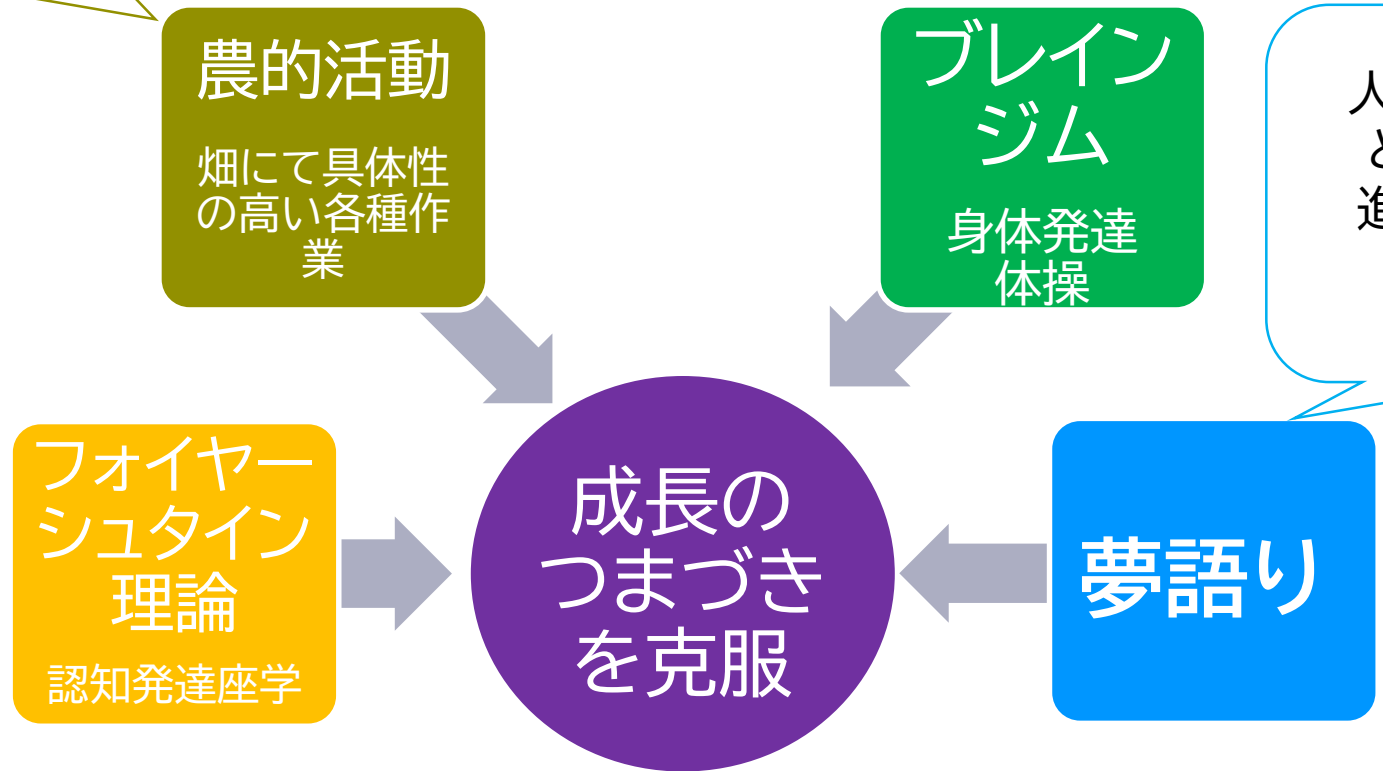 農的活動
畑にて具体性
の高い各種作
業
ブレイン
ジム
身体発達
体操
人
と
進
フォイヤー
シュタイン
理論
認知発達座学
成長の
つまづき
を克服
夢語り